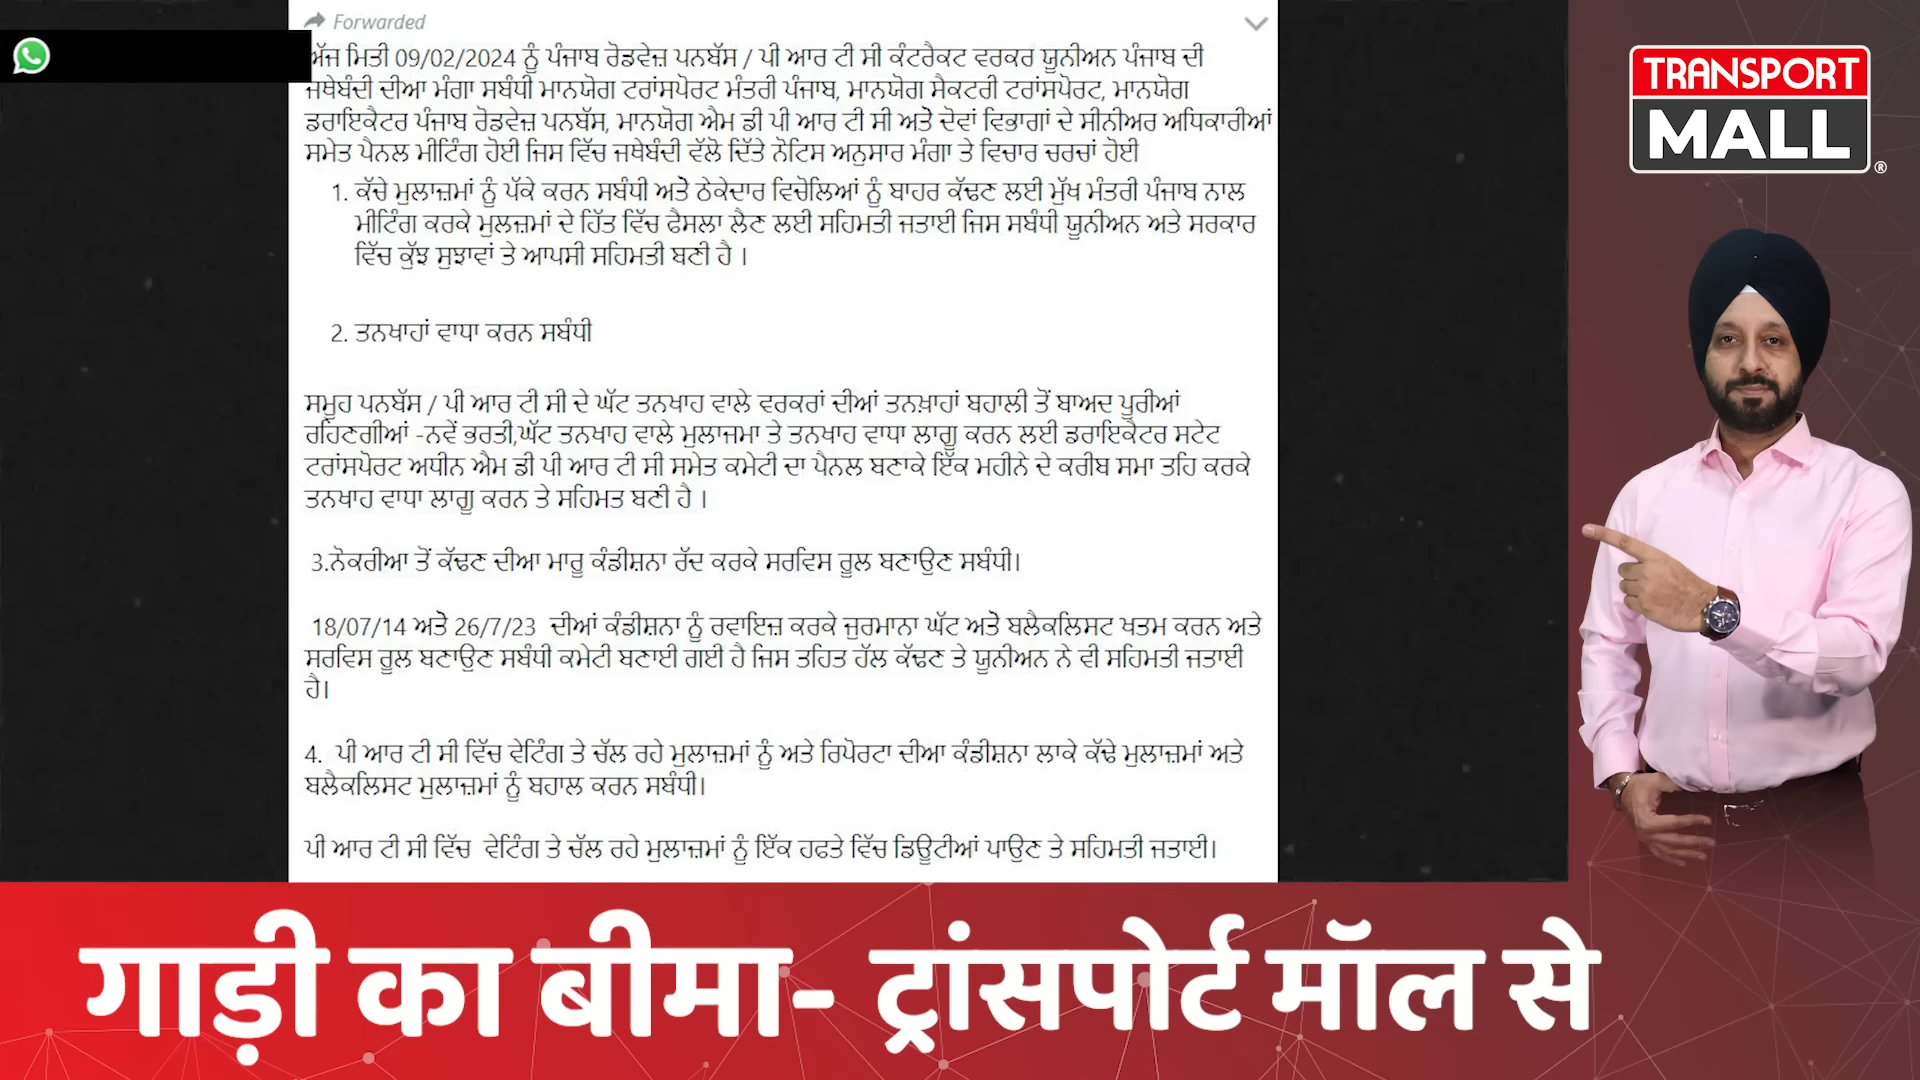 Forwarded
ਅੱਜ ਮਿਤੀ 09/02/2024 ਨੂੰ ਪੰਜਾਬ ਰੋਡਵੇਜ਼ ਪਨਬੱਸ / ਪੀ ਆਰ ਟੀ ਸੀ ਕੰਟਰੈਕਟ ਵਰਕਰ ਯੂਨੀਅਨ ਪੰਜਾਬ ਦੀ
ਜਥੇਬੰਦੀ ਦੀਆ ਮੰਗਾ ਸਬੰਧੀ ਮਾਨਯੋਗ ਟਰਾਂਸਪੋਰਟ ਮੰਤਰੀ ਪੰਜਾਬ, ਮਾਨਯੋਗ ਸੈਕਟਰੀ ਟਰਾਂਸਪੋਰਟ, ਮਾਨਯੋਗ
ਡਰਾਇਕੈਟਰ ਪੰਜਾਬ ਰੋਡਵੇਜ਼ ਪਨਬੱਸ, ਮਾਨਯੋਗ ਐਮ ਡੀ ਪੀ ਆਰ ਟੀ ਸੀ ਅਤੇ ਦੋਵਾਂ ਵਿਭਾਗਾਂ ਦੇ ਸੀਨੀਅਰ ਅਧਿਕਾਰੀਆਂ
ਸਮੇਤ ਪੈਨਲ ਮੀਟਿੰਗ ਹੋਈ ਜਿਸ ਵਿੱਚ ਜਥੇਬੰਦੀ ਵੱਲੋ ਦਿੱਤੇ ਨੋਟਿਸ ਅਨੁਸਾਰ ਮੰਗਾ ਤੇ ਵਿਚਾਰ ਚਰਚਾਂ ਹੋਈ
1. ਕੱਚੇ ਮੁਲਾਜ਼ਮਾਂ ਨੂੰ ਪੱਕੇ ਕਰਨ ਸਬੰਧੀ ਅਤੇ ਠੇਕੇਦਾਰ ਵਿਚੋਲਿਆਂ ਨੂੰ ਬਾਹਰ ਕੱਢਣ ਲਈ ਮੁੱਖ ਮੰਤਰੀ ਪੰਜਾਬ ਨਾਲ
ਮੀਟਿੰਗ ਕਰਕੇ ਮੁਲਜ਼ਮਾਂ ਦੇ ਹਿੱਤ ਵਿੱਚ ਫੈਸਲਾ ਲੈਣ ਲਈ ਸਹਿਮਤੀ ਜਤਾਈ ਜਿਸ ਸਬੰਧੀ ਯੂਨੀਅਨ ਅਤੇ ਸਰਕਾਰ
ਵਿੱਚ ਕੁੱਝ ਸੁਝਾਵਾਂ ਤੇ ਆਪਸੀ ਸਹਿਮਤੀ ਬਣੀ ਹੈ ।
2. ਤਨਖਾਹਾਂ ਵਾਧਾ ਕਰਨ ਸਬੰਧੀ
ਸਮੂਹ ਪਨਬੱਸ / ਪੀ ਆਰ ਟੀ ਸੀ ਦੇ ਘੱਟ ਤਨਖਾਹ ਵਾਲੇ ਵਰਕਰਾਂ ਦੀਆਂ ਤਨਖ਼ਾਹਾਂ ਬਹਾਲੀ ਤੋਂ ਬਾਅਦ ਪੂਰੀਆਂ
ਰਹਿਣਗੀਆਂ -ਨਵੇਂ ਭਰਤੀ,ਘੱਟ ਤਨਖਾਹ ਵਾਲੇ ਮੁਲਾਜਮਾ ਤੇ ਤਨਖਾਹ ਵਾਧਾ ਲਾਗੂ ਕਰਨ ਲਈ ਡਰਾਇਕੈਟਰ ਸਟੇਟ
ਟਰਾਂਸਪੋਰਟ ਅਧੀਨ ਐਮ ਡੀ ਪੀ ਆਰ ਟੀ ਸੀ ਸਮੇਤ ਕਮੇਟੀ ਦਾ ਪੈਨਲ ਬਣਾਕੇ ਇੱਕ ਮਹੀਨੇ ਦੇ ਕਰੀਬ ਸਮਾ ਤਹਿ ਕਰਕੇ
ਤਨਖਾਹ ਵਾਧਾ ਲਾਗੂ ਕਰਨ ਤੇ ਸਹਿਮਤ ਬਣੀ ਹੈ ।
3.ਨੋਕਰੀਆ ਤੋਂ ਕੱਢਣ ਦੀਆ ਮਾਰੂ ਕੰਡੀਸ਼ਨਾ ਰੱਦ ਕਰਕੇ ਸਰਵਿਸ ਰੂਲ ਬਣਾਉਣ ਸਬੰਧੀ।
18/07/14 ਅਤੇ 26/7/23 ਦੀਆਂ ਕੰਡੀਸ਼ਨਾ ਨੂੰ ਰਵਾਇਜ਼ ਕਰਕੇ ਜੁਰਮਾਨਾ ਘੱਟ ਅਤੇ ਬਲੈਕਲਿਸਟ ਖਤਮ ਕਰਨ ਅਤੇ
ਸਰਵਿਸ ਰੂਲ ਬਣਾਉਣ ਸਬੰਧੀ ਕਮੇਟੀ ਬਣਾਈ ਗਈ ਹੈ ਜਿਸ ਤਹਿਤ ਹੱਲ ਕੱਢਣ ਤੇ ਯੂਨੀਅਨ ਨੇ ਵੀ ਸਹਿਮਤੀ ਜਤਾਈ
ਹੈ।
4. ਪੀ ਆਰ ਟੀ ਸੀ ਵਿੱਚ ਵੇਟਿੰਗ ਤੇ ਚੱਲ ਰਹੇ ਮੁਲਾਜ਼ਮਾਂ ਨੂੰ ਅਤੇ ਰਿਪੋਰਟਾ ਦੀਆ ਕੰਡੀਸ਼ਨਾ ਲਾਕੇ ਕੱਢੇ ਮੁਲਾਜ਼ਮਾਂ ਅਤੇ
ਬਲੈਕਲਿਸਟ ਮੁਲਾਜ਼ਮਾਂ ਨੂੰ ਬਹਾਲ ਕਰਨ ਸਬੰਧੀ।
ਪੀ ਆਰ ਟੀ ਸੀ ਵਿੱਚ ਵੇਟਿੰਗ ਤੇ ਚੱਲ ਰਹੇ ਮੁਲਾਜ਼ਮਾਂ ਨੂੰ ਇੱਕ ਹਫਤੇ ਵਿੱਚ ਡਿਊਟੀਆਂ ਪਾਉਣ ਤੇ ਸਹਿਮਤੀ ਜਤਾਈ।
TRANSPORT
MALL
®
गाड़ी का बीमा- ट्रांसपोर्ट मॉल से